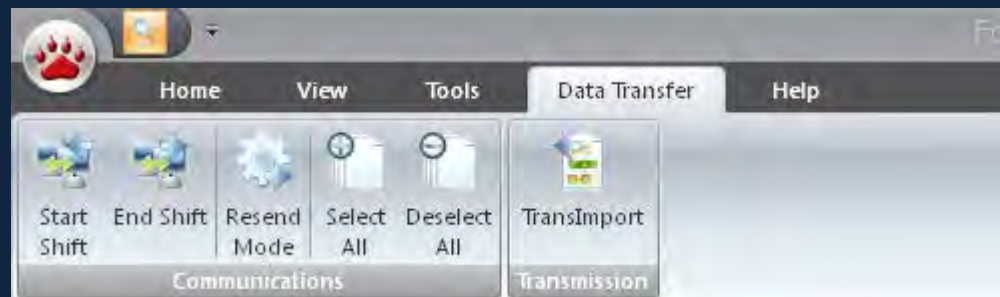 Home View Tools Data Transfer Help
Start End Shift Resend Select Deselect TransImport
Shift Mode All All
Communications Transmission